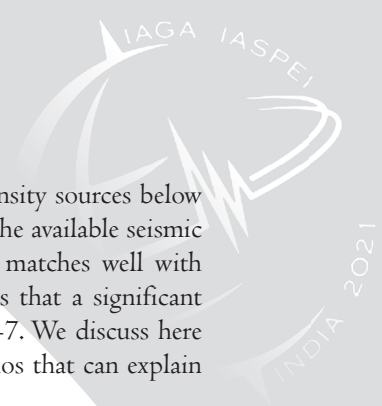 IAGA IASPEI
INDIA 2021
nsity sources below
he available seismic
matches well with
s that a significant
-7. We discuss here
ios that can explain